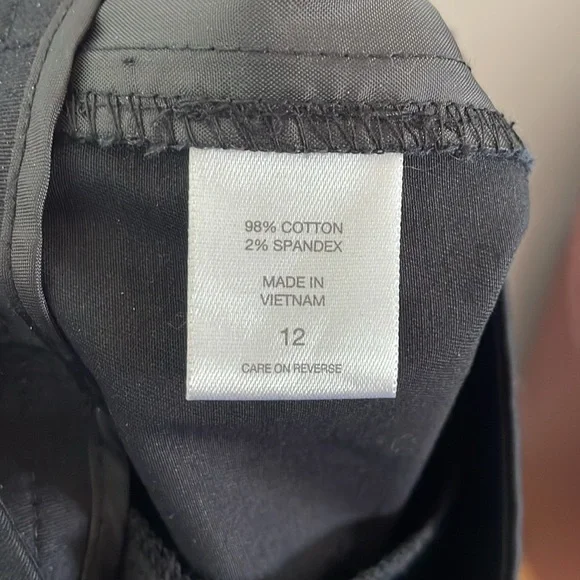 98% COTTON
2% SPANDEX
MADE IN
VIETNAM
12
CARE ON REVERSE